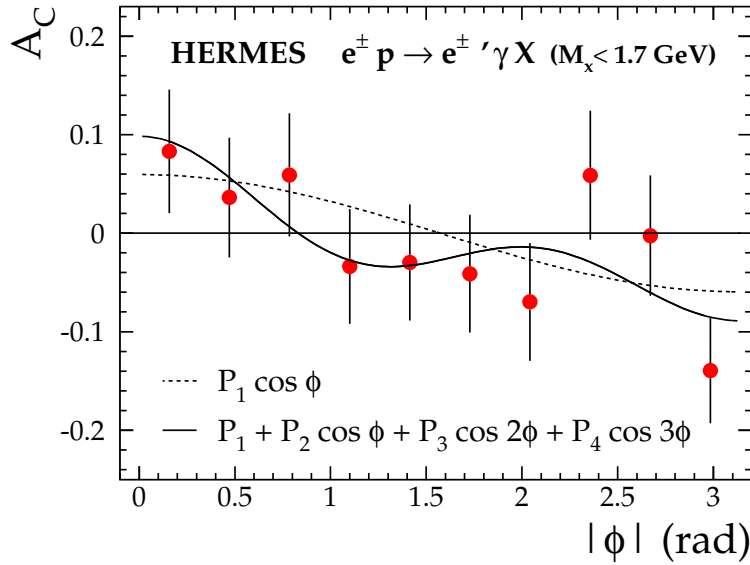 A_C
HERMES e± p → e± ′ γ X (M_x < 1.7 GeV)
0.2
0.1
0
-0.1
-0.2
P_1 cos ϕ
P_1 + P_2 cos ϕ + P_3 cos 2ϕ + P_4 cos 3ϕ
0 0.5 1 1.5 2 2.5 3
|ϕ| (rad)